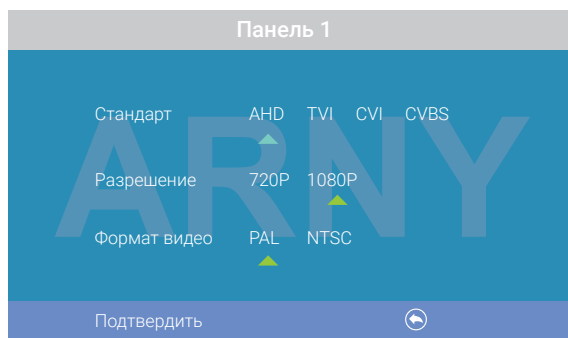 Панель 1
Стандарт AHD TVI CVI CVBS
Разрешение 720P 1080P
Формат видео PAL NTSC
ARNY
Подтвердить